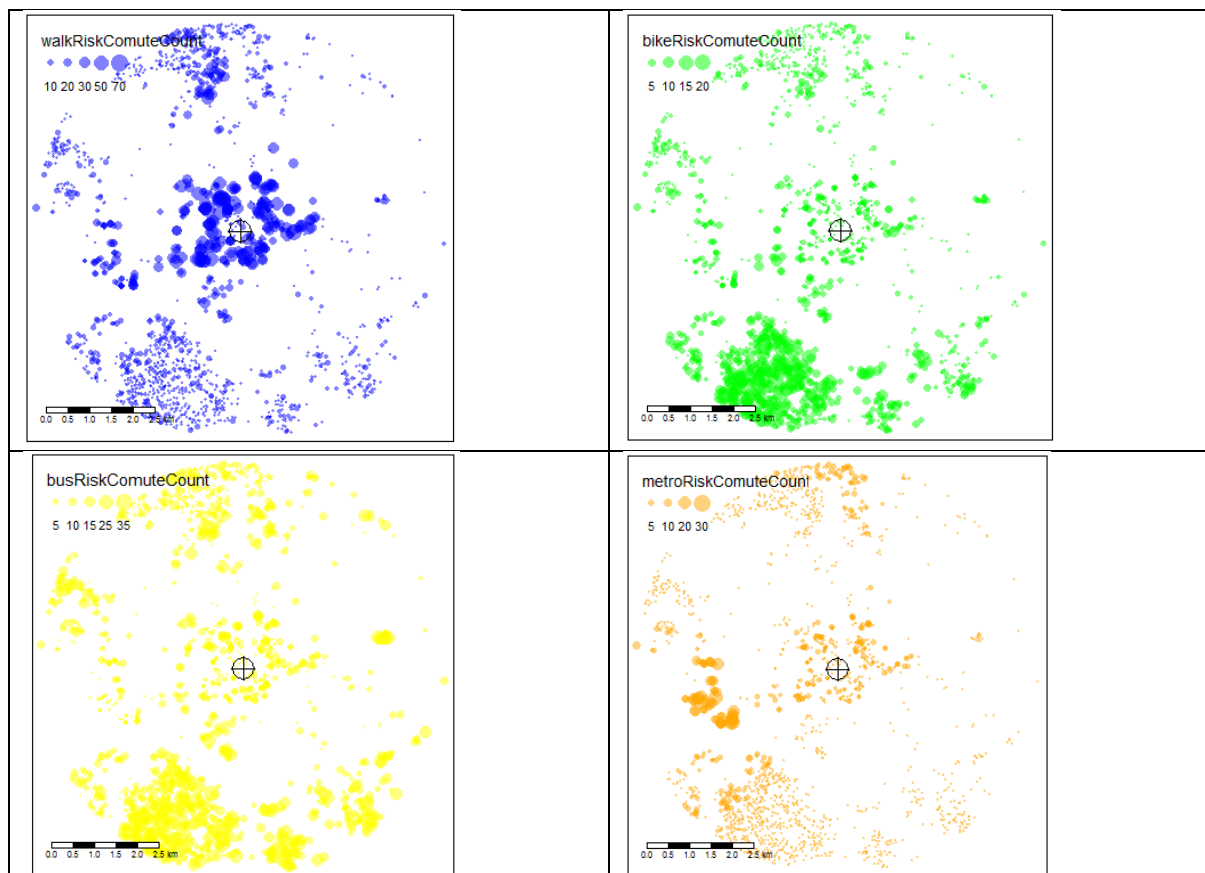 walkRiskComuteCount
10 20 30 50 70
0.0 0.5 1.0 1.5 2.0 2.5 km
bikeRiskComuteCount
5 10 15 20
0.0 0.5 1.0 1.5 2.0 2.5 km
busRiskComuteCount
5 10 15 25 35
0.0 0.5 1.0 1.5 2.0 2.5 km
metroRiskComuteCount
5 10 20 30
0.0 0.5 1.0 1.5 2.0 2.5 km